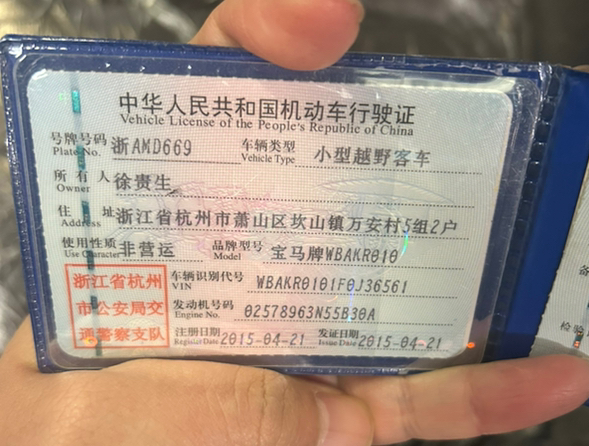 中华人民共和国机动车行驶证
Vehicle License of the People's Republic of China
号牌号码 浙AMD669 车辆类型 小型越野客车
Plate No. Vehicle Type
所有人 徐贵生
Owner
住址 浙江省杭州市萧山区坎山镇万安村5组2户
Address
使用性质 非营运 品牌型号 宝马牌WBAKR010
Use Character Model
浙江省杭州市公安局交通警察支队
车辆识别代号 WBAKR0101F0J36561
VIN
发动机号码 02578963N55B30A
Engine No.
注册日期 2015-04-21 发证日期 2015-04-21
Register Date Issue Date
检验